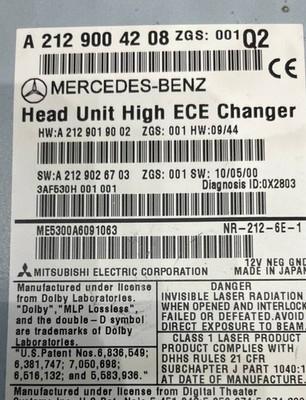 A 212 900 42 08 ZGS: 001 Q2
MERCEDES-BENZ
Head Unit High ECE Changer
HW:A 212 901 90 02 ZGS: 001 HW:09/44
SW:A 212 902 67 03 ZGS: 001 SW: 10/05/00
3AF530H 001 001 Diagnosis ID:0X2803
ME5300A6091063 NR-212-6E-1
12V NEG GND
MITSUBISHI ELECTRIC CORPORATION MADE IN JAPAN
Manufactured under license
from Dolby Laboratories.
"Dolby", "MLP Lossless",
and the double-D symbol
are trademarks of Dolby
Laboratories.
"U.S.Patent Nos. 6,836,549;
6,381,747; 7,050,698;
6,516,132; and 5,583,936."
DANGER
INVISIBLE LASER RADIATION
WHEN OPENED AND INTERLOCK
FAILED OR DEFEATED.AVOID
DIRECT EXPOSURE TO BEAM.
CLASS 1 LASER PRODUCT
PRODUCT COMPLIES WITH
DHHS RULES 21 CFR
SUBCHAPTER J PART 1040:1
Manufactured under license from Digital Theater